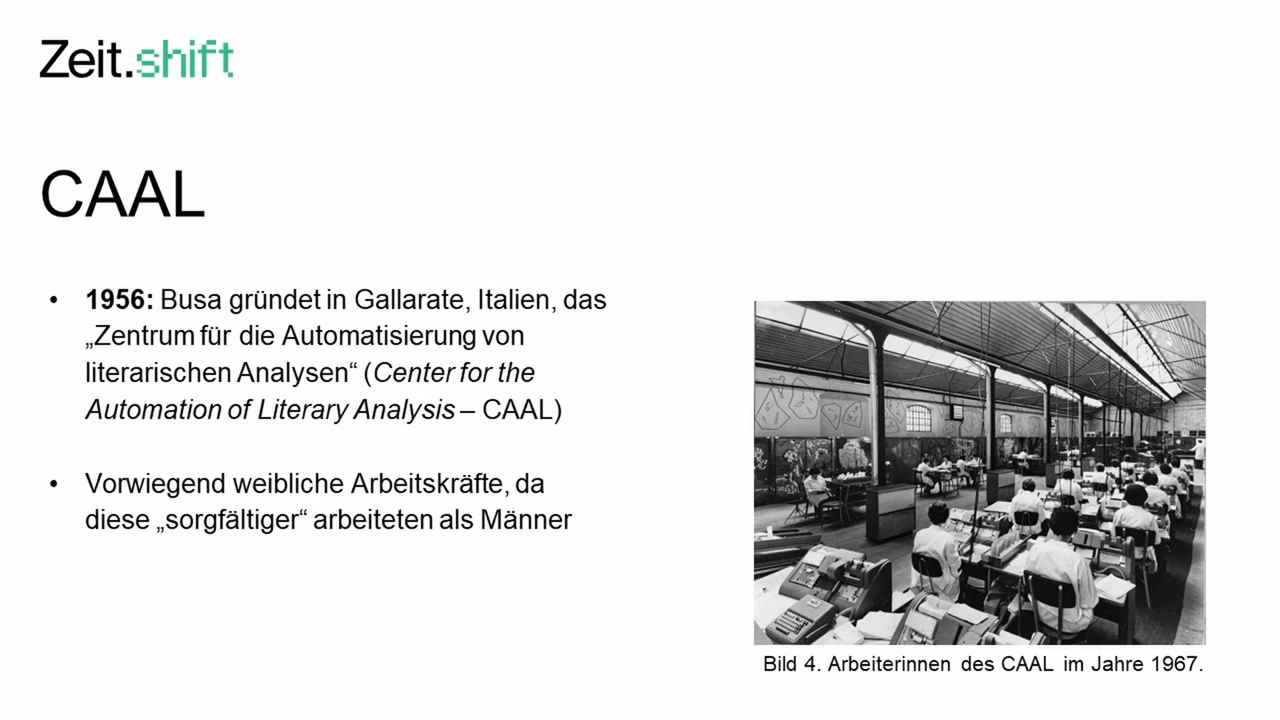 Zeit.shift
CAAL
• 1956: Busa gründet in Gallarate, Italien, das
„Zentrum für die Automatisierung von
literarischen Analysen“ (Center for the
Automation of Literary Analysis – CAAL)
• Vorwiegend weibliche Arbeitskräfte, da
diese „sorgfältiger“ arbeiteten als Männer
Bild 4. Arbeiterinnen des CAAL im Jahre 1967.